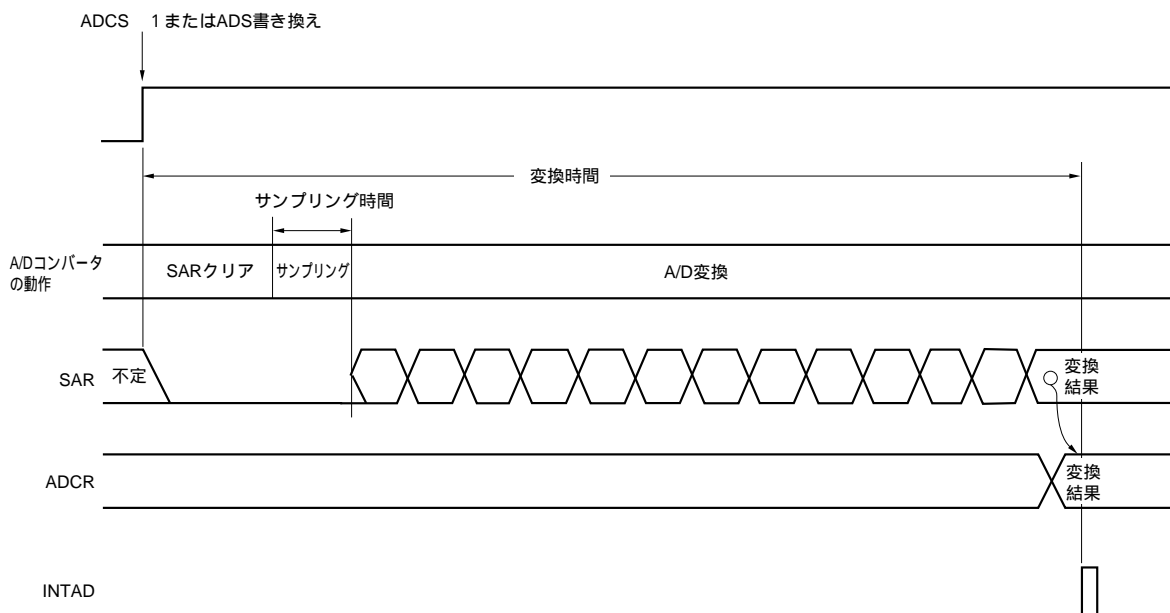 ADCS 1またはADS書き換え
変換時間
サンプリング時間
A/Dコンバータ
の動作
SARクリア
サンプリング
A/D変換
SAR
不定
変換
結果
ADCR
変換
結果
INTAD